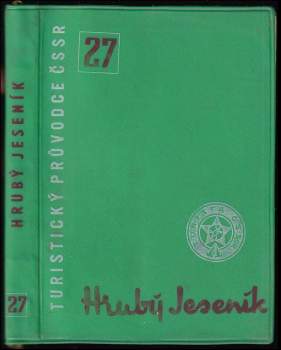 HRUBÝ JESENÍK
27
TURISTICKÝ PRŮVODCE ČSSR
27
Hrubý Jeseník